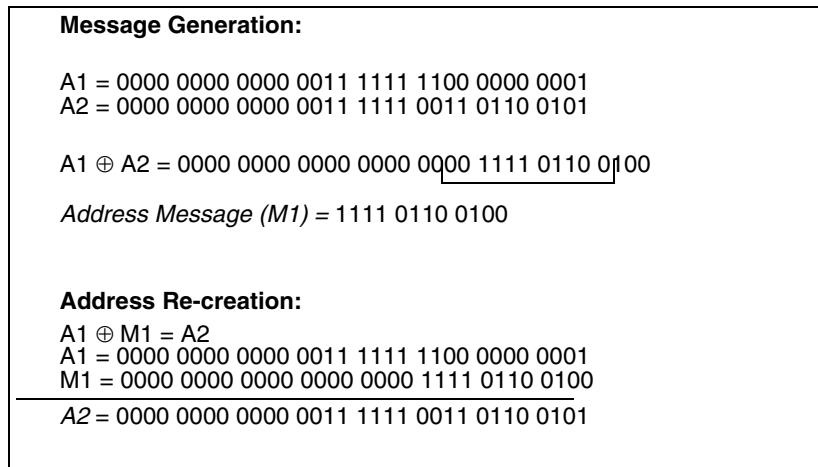 Message Generation:
A1 = 0000 0000 0000 0011 1111 1100 0000 0001
A2 = 0000 0000 0000 0011 1111 0011 0110 0101
A1 ⊕ A2 = 0000 0000 0000 0000 0000 1111 0110 0100
Address Message (M1) = 1111 0110 0100
Address Re-creation:
A1 ⊕ M1 = A2
A1 = 0000 0000 0000 0011 1111 1100 0000 0001
M1 = 0000 0000 0000 0000 0000 1111 0110 0100
A2 = 0000 0000 0000 0011 1111 0011 0110 0101